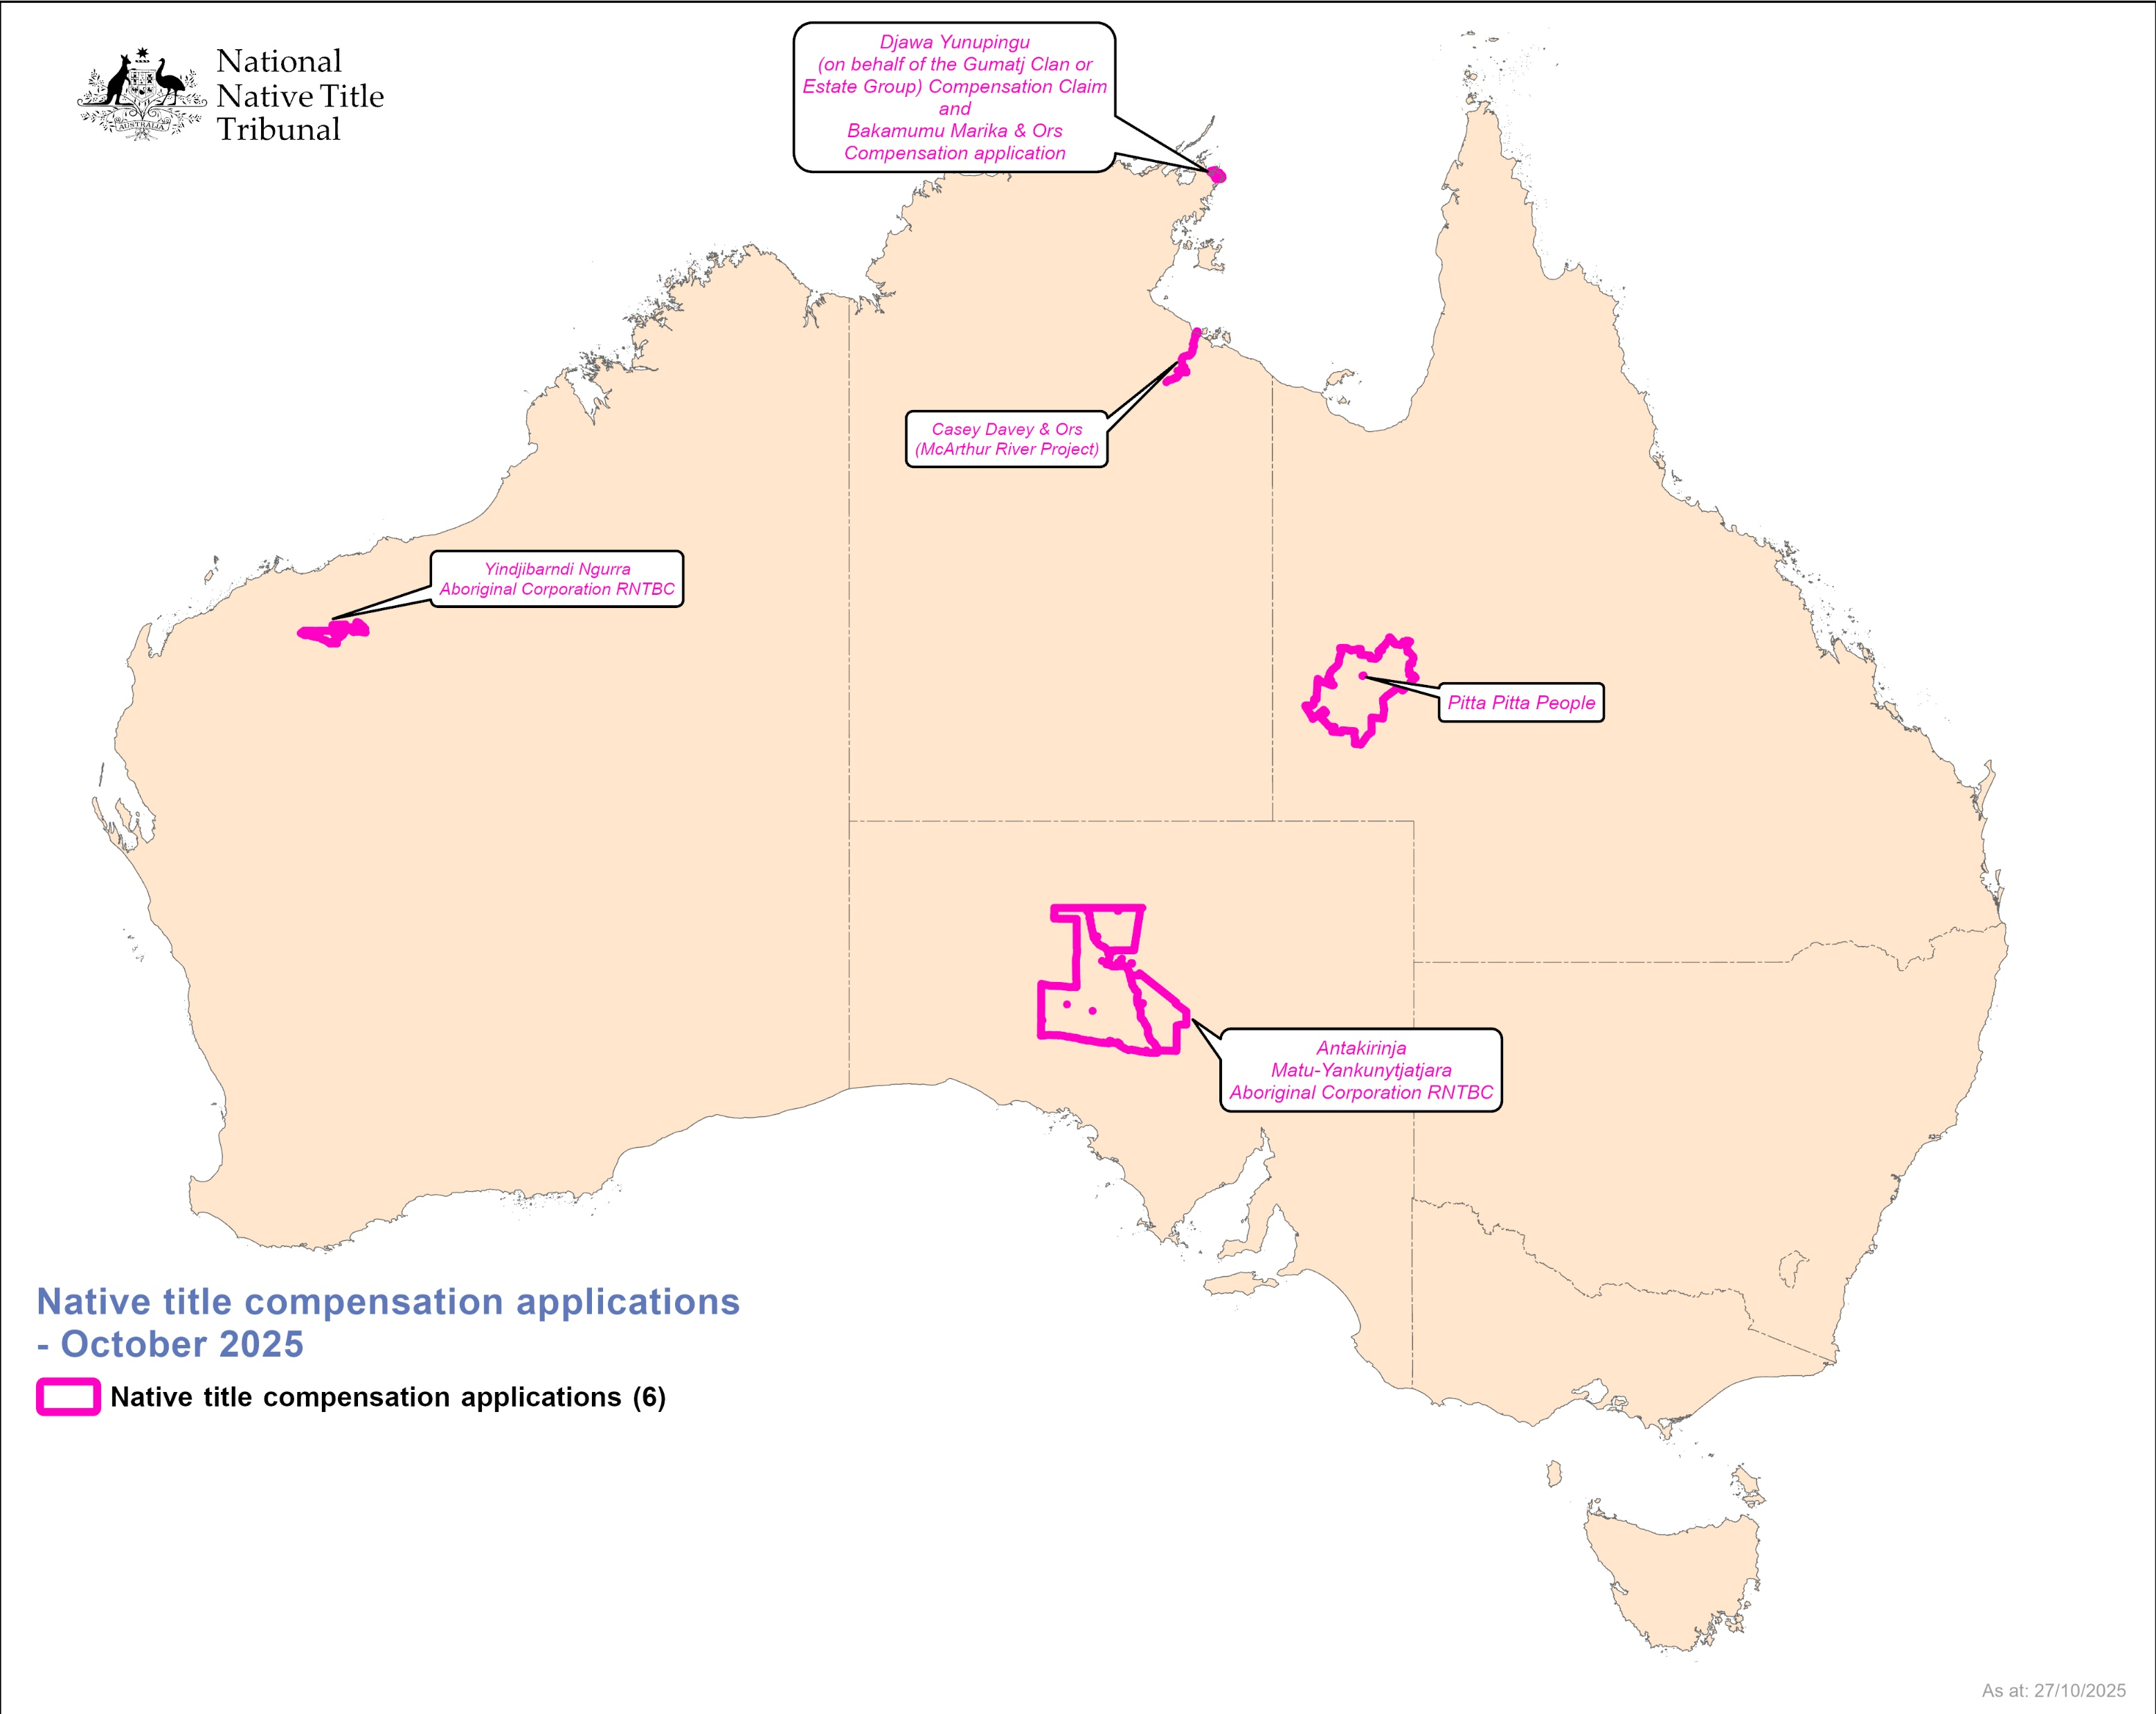 National
Native Title
Tribunal
AUSTRALIA
Djawa Yunupingu
(on behalf of the Gumatj Clan or
Estate Group) Compensation Claim
and
Bakamumu Marika & Ors
Compensation application
Casey Davey & Ors
(McArthur River Project)
Yindjibarndi Ngurra
Aboriginal Corporation RNTBC
Pitta Pitta People
Antakirinja
Matu-Yankunytjatjara
Aboriginal Corporation RNTBC
Native title compensation applications
- October 2025
Native title compensation applications (6)
As at: 27/10/2025